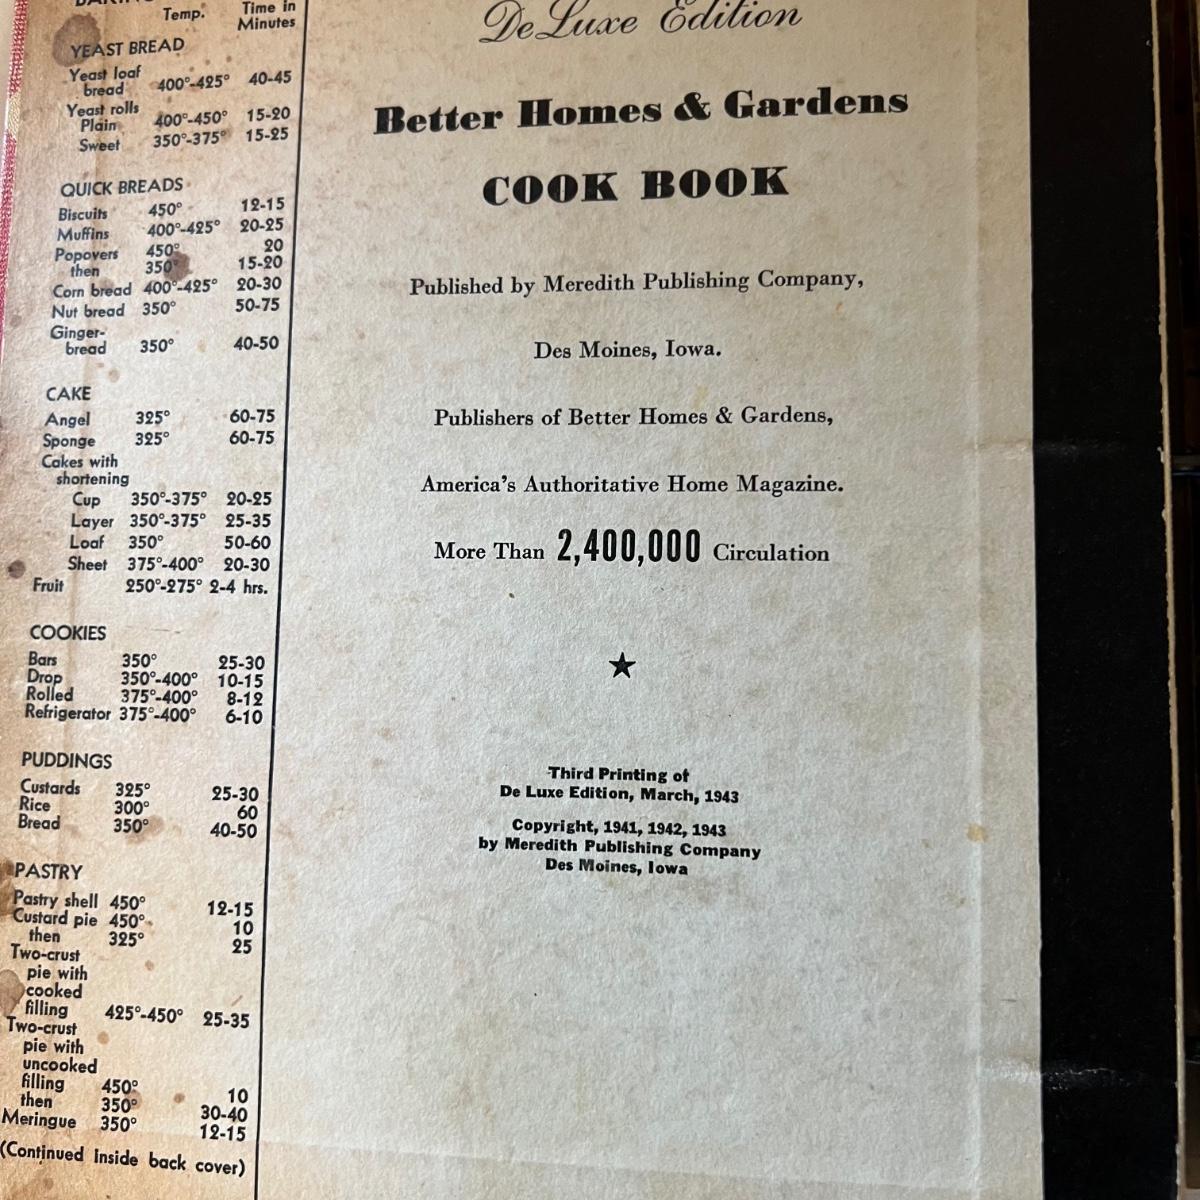 Temp. Time in
Minutes
YEAST BREAD
Yeast loaf
bread 400°-425° 40-45
Yeast rolls
Plain 400°-450° 15-20
Sweet 350°-375° 15-25
QUICK BREADS
Biscuits 450° 12-15
Muffins 400°-425° 20-25
Popovers 450° 20
then 350° 15-20
Corn bread 400°-425° 20-30
Nut bread 350° 50-75
Ginger-
bread 350° 40-50
CAKE
Angel 325° 60-75
Sponge 325° 60-75
Cakes with
shortening
Cup 350°-375° 20-25
Layer 350°-375° 25-35
Loaf 350° 50-60
Sheet 375°-400° 20-30
Fruit 250°-275° 2-4 hrs.
COOKIES
Bars 350° 25-30
Drop 350°-400° 10-15
Rolled 375°-400° 8-12
Refrigerator 375°-400° 6-10
PUDDINGS
Custards 325° 25-30
Rice 300° 60
Bread 350° 40-50
PASTRY
Pastry shell 450° 12-15
Custard pie 450° 10
then 325° 25
Two-crust
pie with
cooked
filling 425°-450° 25-35
Two-crust
pie with
uncooked
filling 450° 10
then 350° 30-40
Meringue 350° 12-15
(Continued inside back cover)
De Luxe Edition
Better Homes & Gardens
COOK BOOK
Published by Meredith Publishing Company,
Des Moines, Iowa.
Publishers of Better Homes & Gardens,
America's Authoritative Home Magazine.
More Than 2,400,000 Circulation
★
Third Printing of
De Luxe Edition, March, 1943
Copyright, 1941, 1942, 1943
by Meredith Publishing Company
Des Moines, Iowa